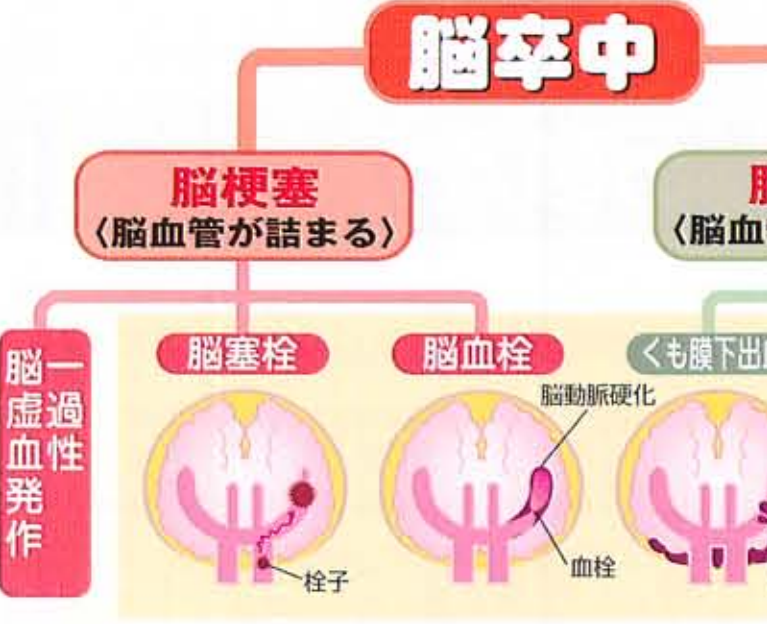 脳卒中
脳梗塞
〈脳血管が詰まる〉
〈脳血
一過性
脳虚血発作
脳塞栓
脳血栓
くも膜下出
脳動脈硬化
栓子
血栓